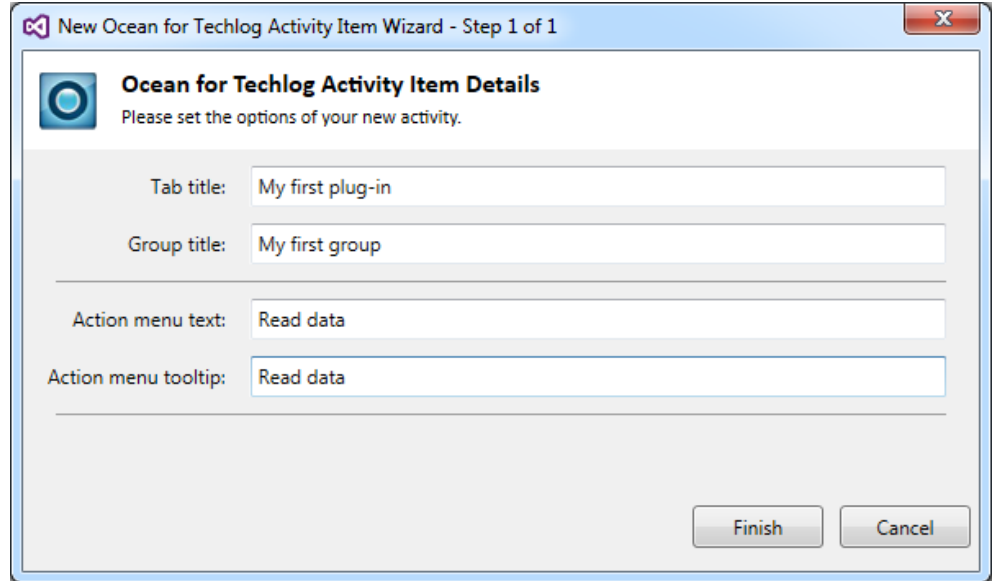 New Ocean for Techlog Activity Item Wizard - Step 1 of 1
Ocean for Techlog Activity Item Details
Please set the options of your new activity.
Tab title: My first plug-in
Group title: My first group
Action menu text: Read data
Action menu tooltip: Read data
Finish Cancel